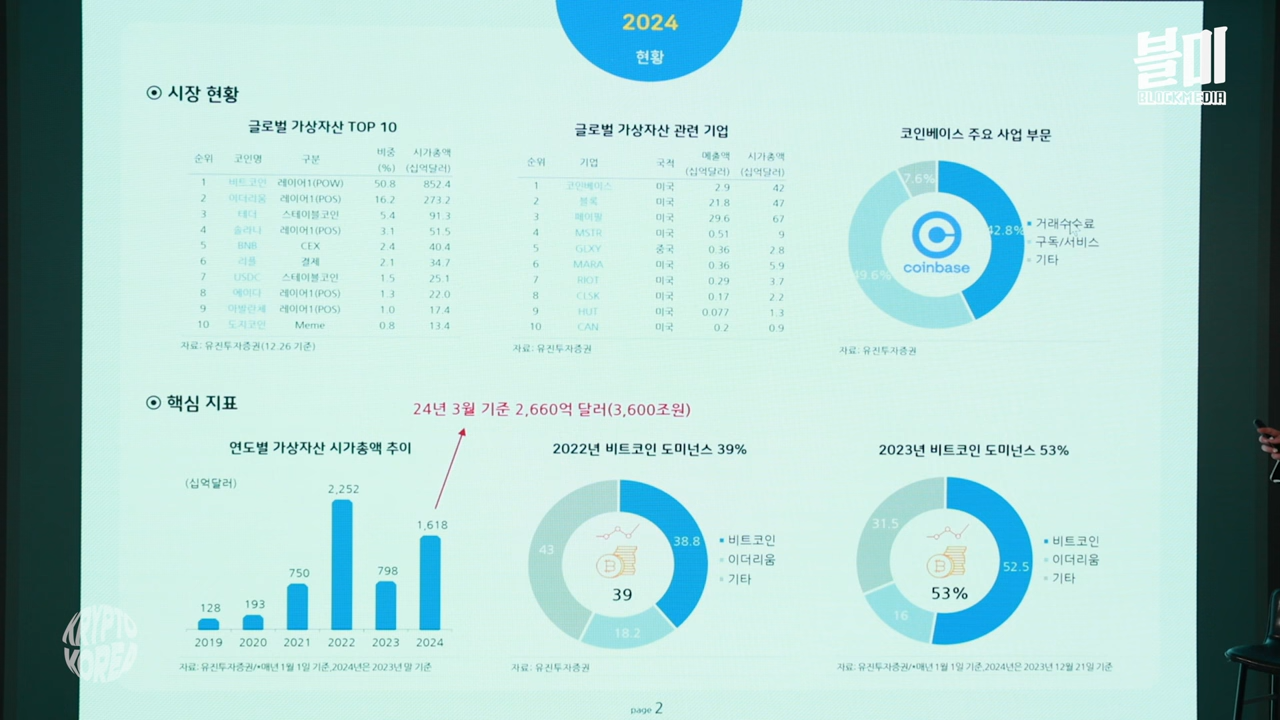 2024
현황
블미
BLOCKMEDIA
시장 현황
글로벌 가상자산 TOP 10
순위 코인명 구분 비중 (%) 시가총액 (십억달러)
1 비트코인 레이어1(POW) 50.8 852.4
2 이더리움 레이어1(POS) 16.2 273.2
3 테더 스테이블코인 5.4 91.3
4 솔라나 레이어1(POS) 3.1 51.5
5 BNB CEX 2.4 40.4
6 리플 결제 2.1 34.7
7 USDC 스테이블코인 1.5 25.1
8 에이다 레이어1(POS) 1.3 22.0
9 아발란체 레이어1(POS) 1.0 17.4
10 도지코인 Meme 0.8 13.4
자료: 유진투자증권(12.26 기준)
글로벌 가상자산 관련 기업
순위 기업 국적 매출액 (십억달러) 시가총액 (십억달러)
1 코인베이스 미국 2.9 42
2 블록 미국 21.8 47
3 페이팔 미국 29.6 67
4 MSTR 미국 0.51 9
5 GLXY 중국 0.36 2.8
6 MARA 미국 0.36 5.9
7 RIOT 미국 0.29 3.7
8 CLSK 미국 0.17 2.2
9 HUT 미국 0.077 1.3
10 CAN 미국 0.2 0.9
자료: 유진투자증권
코인베이스 주요 사업 부문
7.6%
42.8%
49.6%
coinbase
거래수수료
구독/서비스
기타
자료: 유진투자증권
핵심 지표
24년 3월 기준 2,660억 달러(3,600조원)
연도별 가상자산 시가총액 추이
(십억달러)
128 193 750 2,252 798 1,618
2019 2020 2021 2022 2023 2024
자료: 유진투자증권/*매년 1월 1일 기준,2024년은 2023년 말 기준
2022년 비트코인 도미넌스 39%
43
38.8
18.2
39
비트코인
이더리움
기타
자료: 유진투자증권
2023년 비트코인 도미넌스 53%
31.5
52.5
16
53%
비트코인
이더리움
기타
자료: 유진투자증권/*매년 1월 1일 기준,2024년은 2023년 12월 21일 기준
KRYPTO
KOREA
page 2